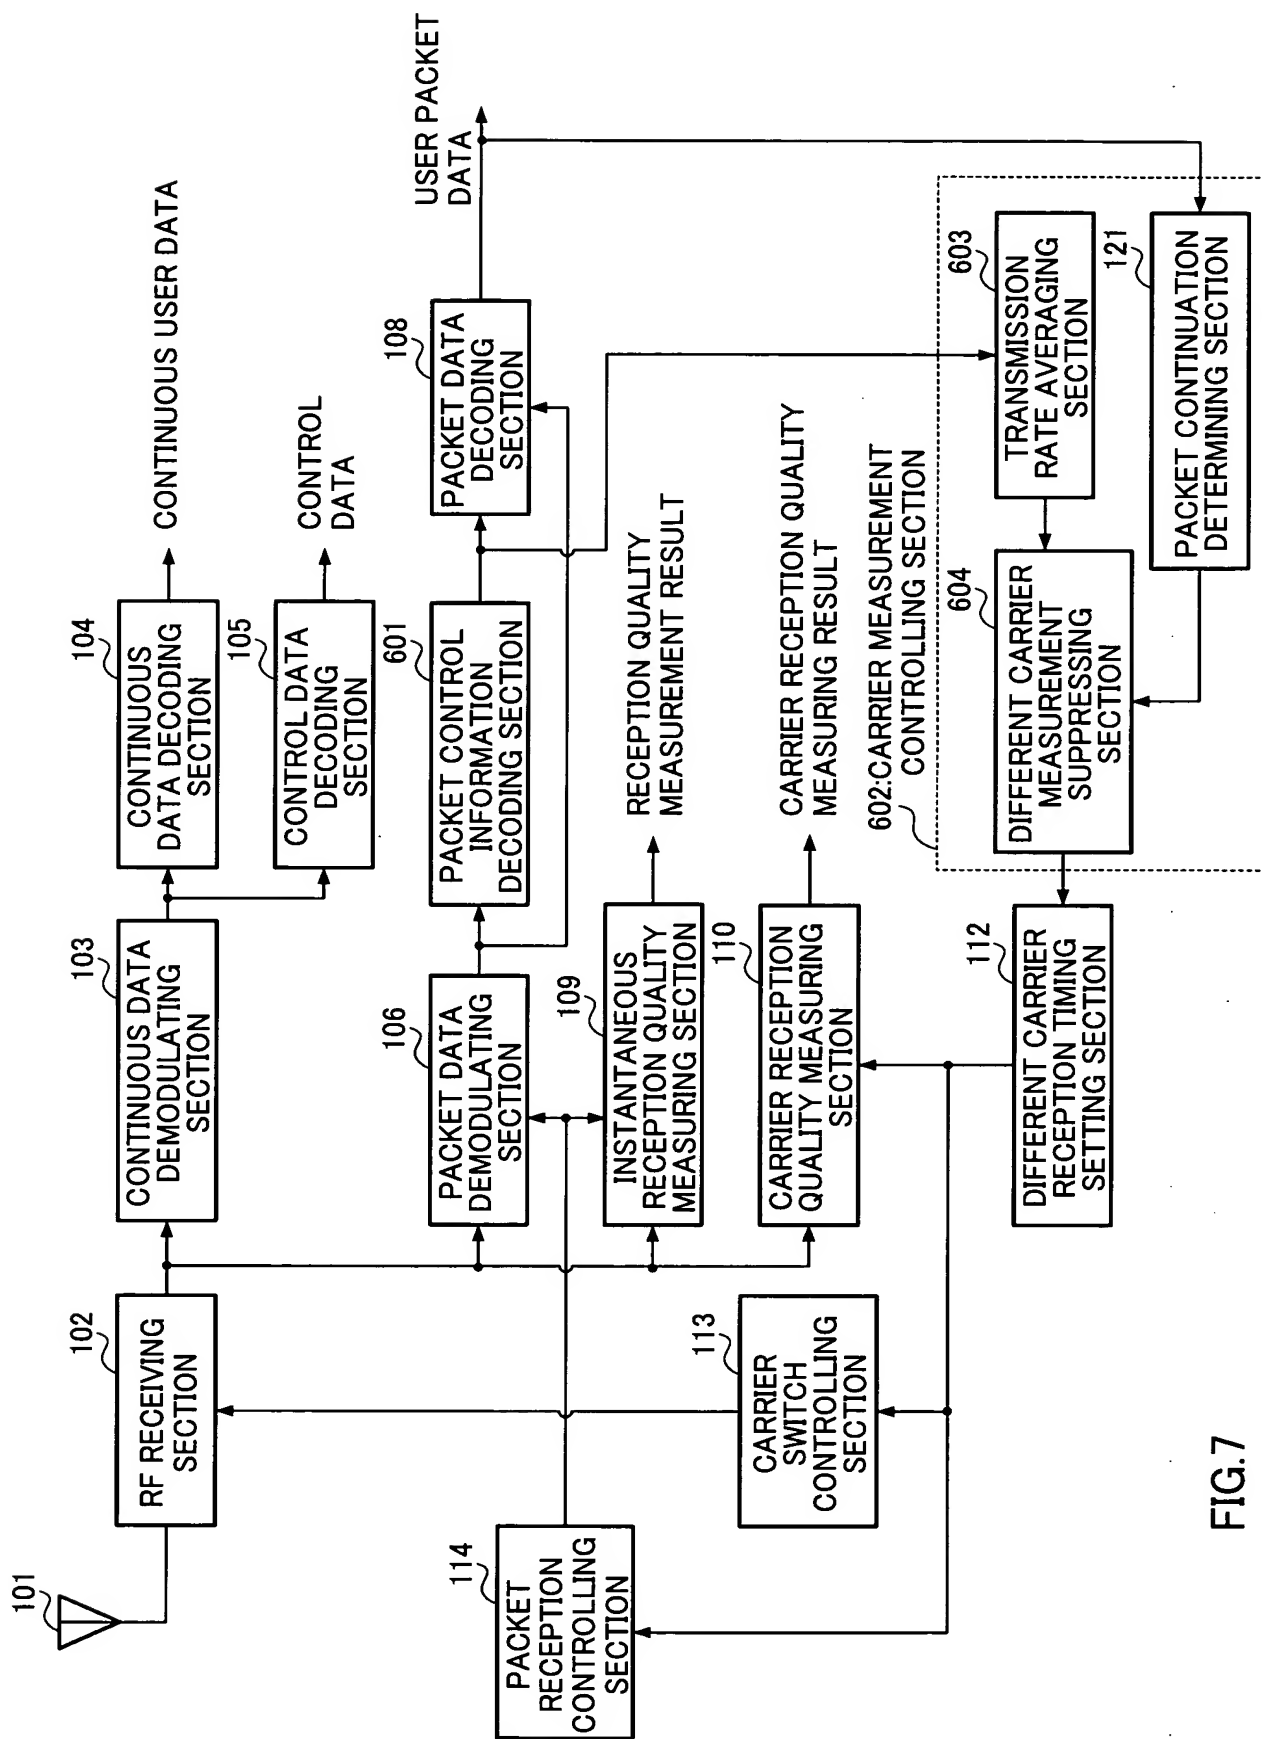 101
102
RF RECEIVING
SECTION
103
CONTINUOUS DATA
DEMODULATING
SECTION
104
CONTINUOUS
DATA DECODING
SECTION
CONTINUOUS USER DATA
105
CONTROL DATA
DECODING
SECTION
CONTROL
DATA
106
PACKET DATA
DEMODULATING
SECTION
601
PACKET CONTROL
INFORMATION
DECODING SECTION
108
PACKET DATA
DECODING
SECTION
USER PACKET
DATA
114
PACKET
RECEPTION
CONTROLLING
SECTION
109
INSTANTANEOUS
RECEPTION QUALITY
MEASURING SECTION
RECEPTION QUALITY
MEASUREMENT RESULT
113
CARRIER
SWITCH
CONTROLLING
SECTION
110
CARRIER RECEPTION
QUALITY MEASURING
SECTION
CARRIER RECEPTION QUALITY
MEASURING RESULT
602:CARRIER MEASUREMENT
CONTROLLING SECTION
112
DIFFERENT CARRIER
RECEPTION TIMING
SETTING SECTION
604
DIFFERENT CARRIER
MEASUREMENT
SUPPRESSING
SECTION
603
TRANSMISSION
RATE AVERAGING
SECTION
121
PACKET CONTINUATION
DETERMINING SECTION
FIG.7